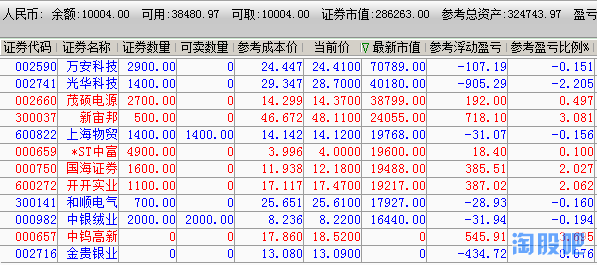 人民币: 余额:10004.00 可用:38480.97 可取:10004.00 证券市值:286263.00 参考总资产:324743.97 盈亏
证券代码 证券名称 证券数量 可卖数量 参考成本价 当前价 最新市值 参考浮动盈亏 参考盈亏比例%
002590 万安科技 2900.00 0 24.447 24.4100 70789.00 -107.19 -0.151
002741 光华科技 1400.00 0 29.347 28.7000 40180.00 -905.29 -2.205
002660 茂硕电源 2700.00 0 14.299 14.3700 38799.00 192.00 0.497
300037 新宙邦 500.00 0 46.672 48.1100 24055.00 718.10 3.081
600822 上海物贸 1400.00 1400.00 14.142 14.1200 19768.00 -31.07 -0.156
000659 *ST中富 4900.00 0 3.996 4.0000 19600.00 18.40 0.100
000750 国海证券 1600.00 0 11.938 12.1800 19488.00 385.51 2.027
600272 开开实业 1100.00 0 17.117 17.4700 19217.00 387.02 2.062
300141 和顺电气 700.00 0 25.651 25.6100 17927.00 -28.93 -0.160
000982 中银绒业 2000.00 2000.00 8.236 8.2200 16440.00 -31.94 -0.194
000657 中钨高新 0 0 17.860 18.5200 0 545.91 3.695
002716 金贵银业 0 0 13.080 13.0900 0 -434.72 0.076
淘股吧